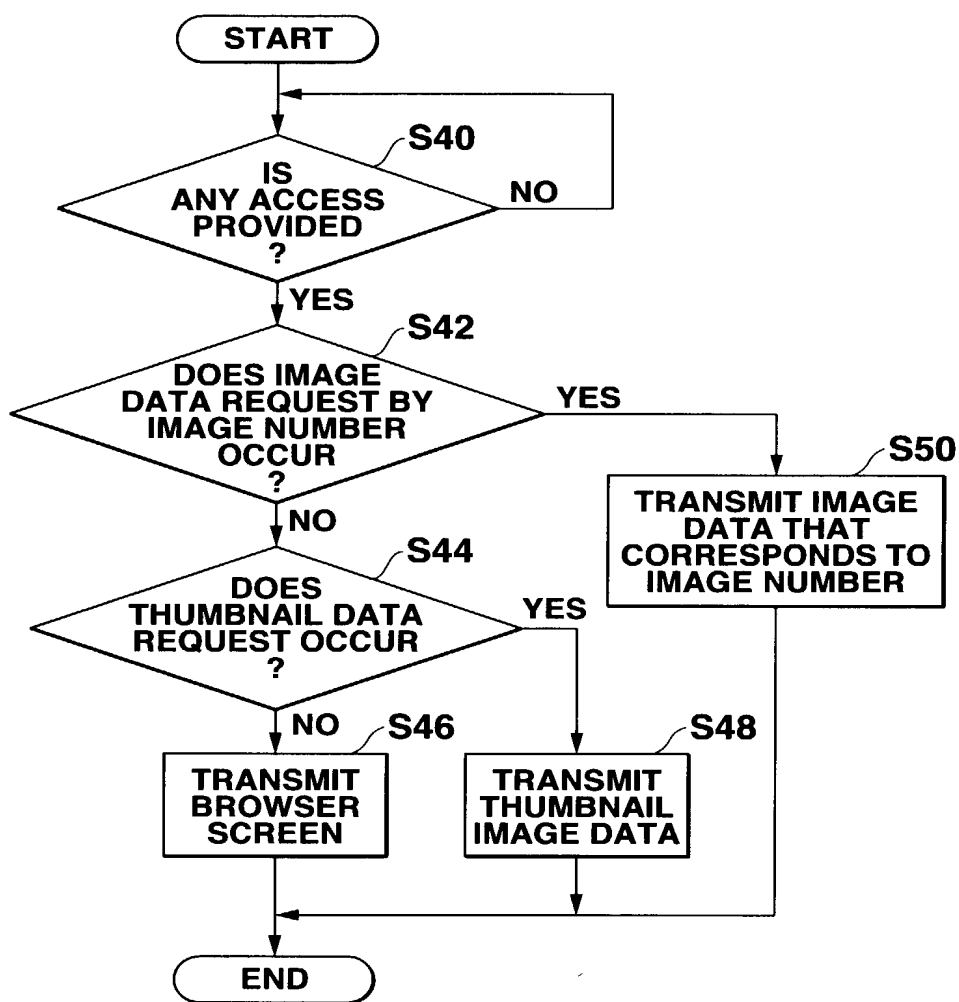 START
S40
IS
ANY ACCESS
PROVIDED
?
NO
YES
S42
DOES IMAGE
DATA REQUEST BY
IMAGE NUMBER
OCCUR
?
YES
NO
S50
TRANSMIT IMAGE
DATA THAT
CORRESPONDS TO
IMAGE NUMBER
S44
DOES
THUMBNAIL DATA
REQUEST OCCUR
?
YES
NO
S46
TRANSMIT
BROWSER
SCREEN
S48
TRANSMIT
THUMBNAIL
IMAGE DATA
END